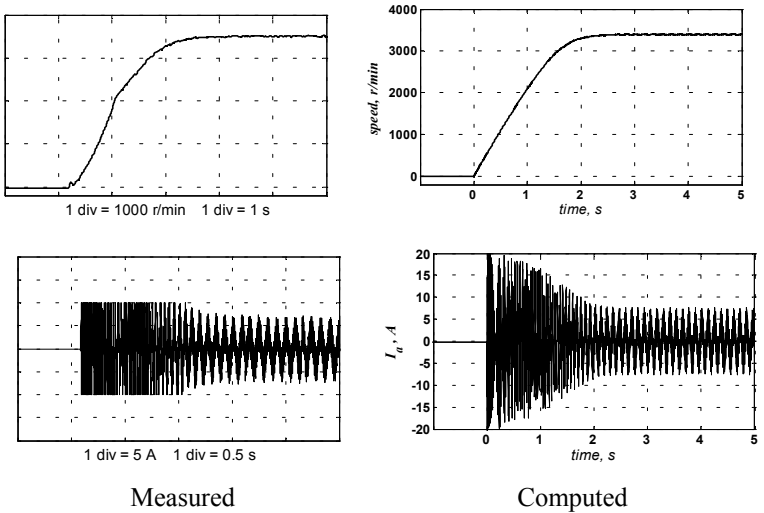 4000
3000
speed, r/min
2000
1000
0
0 1 2 3 4 5
1 div = 1000 r/min 1 div = 1 s
time, s
20
15
10
5
I_a , A
0
-5
-10
-15
-20
0 1 2 3 4 5
1 div = 5 A 1 div = 0.5 s
time, s
Measured
Computed